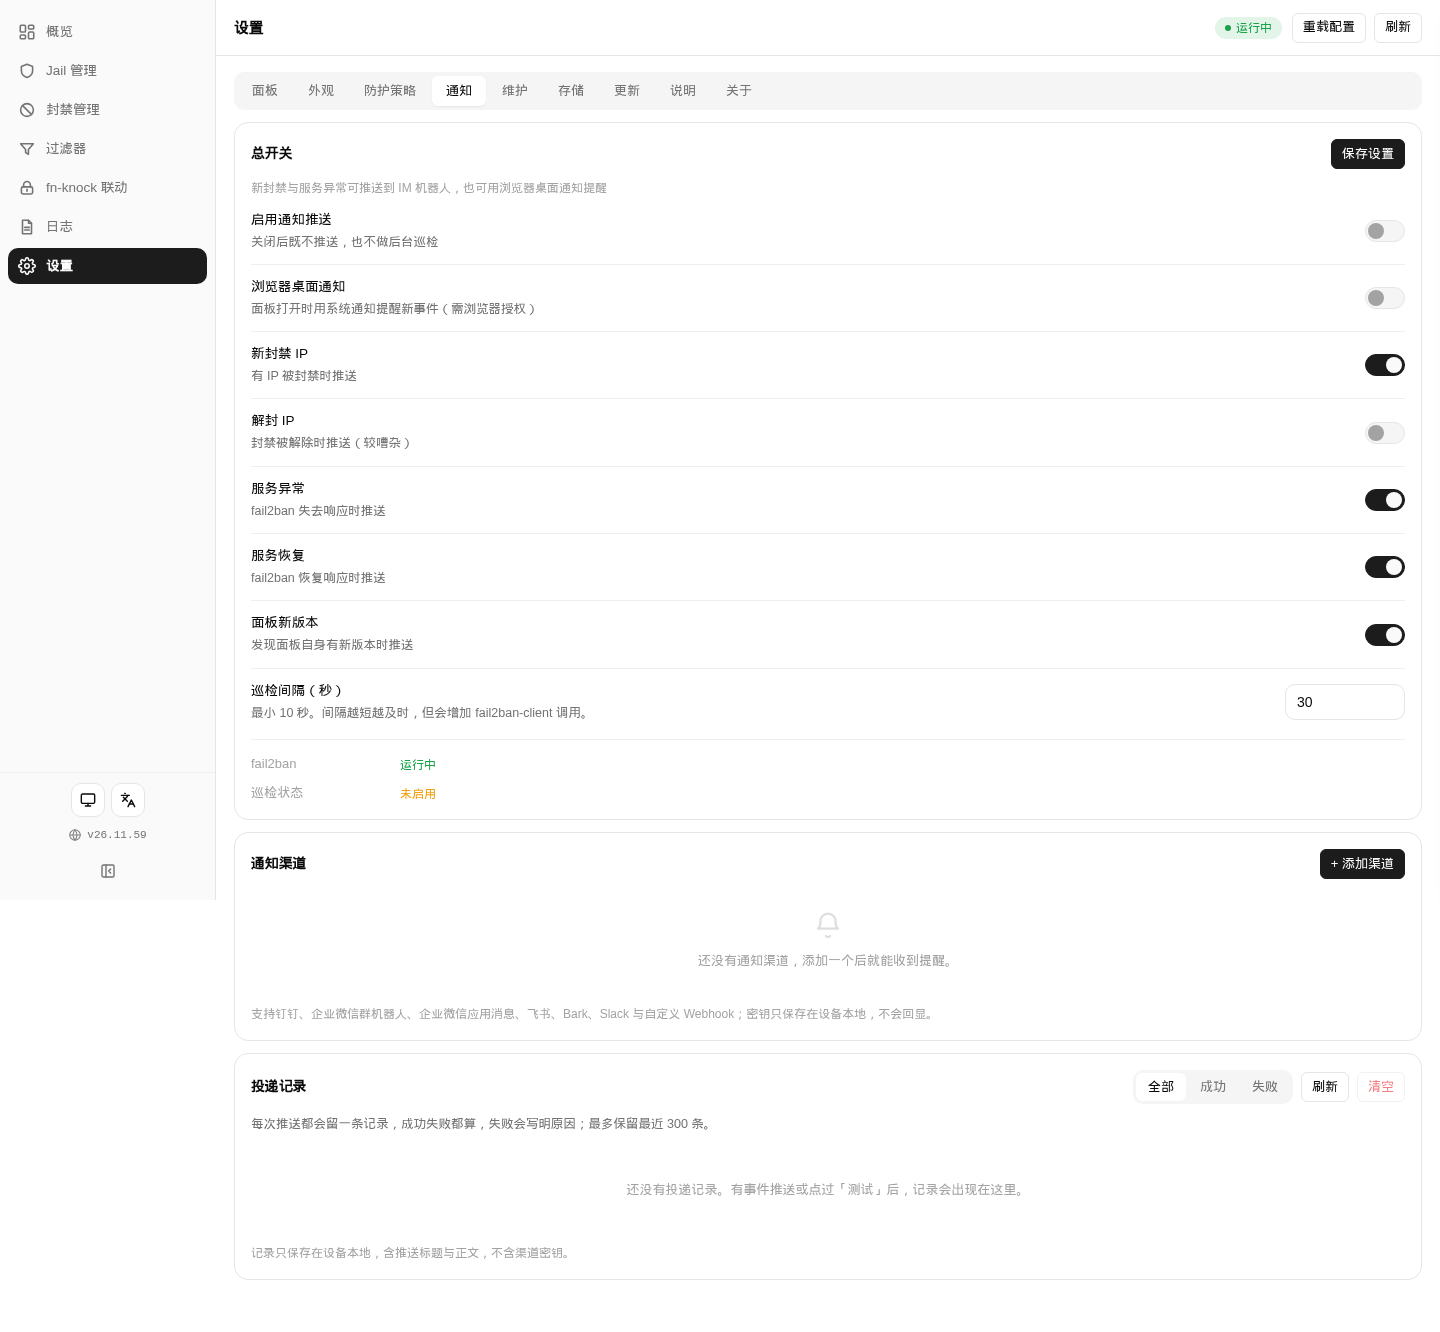 概览
Jail 管理
封禁管理
过滤器
fn-knock 联动
日志
设置
v26.11.59
设置
运行中
重载配置
刷新
面板 外观 防护策略 通知 维护 存储 更新 说明 关于
总开关
保存设置
新封禁与服务异常可推送到 IM 机器人，也可用浏览器桌面通知提醒
启用通知推送
关闭后既不推送，也不做后台巡检
浏览器桌面通知
面板打开时用系统通知提醒新事件（需浏览器授权）
新封禁 IP
有 IP 被封禁时推送
解封 IP
封禁被解除时推送（较嘈杂）
服务异常
fail2ban 失去响应时推送
服务恢复
fail2ban 恢复响应时推送
面板新版本
发现面板自身有新版本时推送
巡检间隔（秒）
最小 10 秒。间隔越短越及时，但会增加 fail2ban-client 调用。
30
fail2ban 运行中
巡检状态 未启用
通知渠道
+ 添加渠道
还没有通知渠道，添加一个后就能收到提醒。
支持钉钉、企业微信群机器人、企业微信应用消息、飞书、Bark、Slack 与自定义 Webhook；密钥只保存在设备本地，不会回显。
投递记录
全部 成功 失败 刷新 清空
每次推送都会留一条记录，成功失败都算，失败会写明原因；最多保留最近 300 条。
还没有投递记录。有事件推送或点过「测试」后，记录会出现在这里。
记录只保存在设备本地，含推送标题与正文，不含渠道密钥。